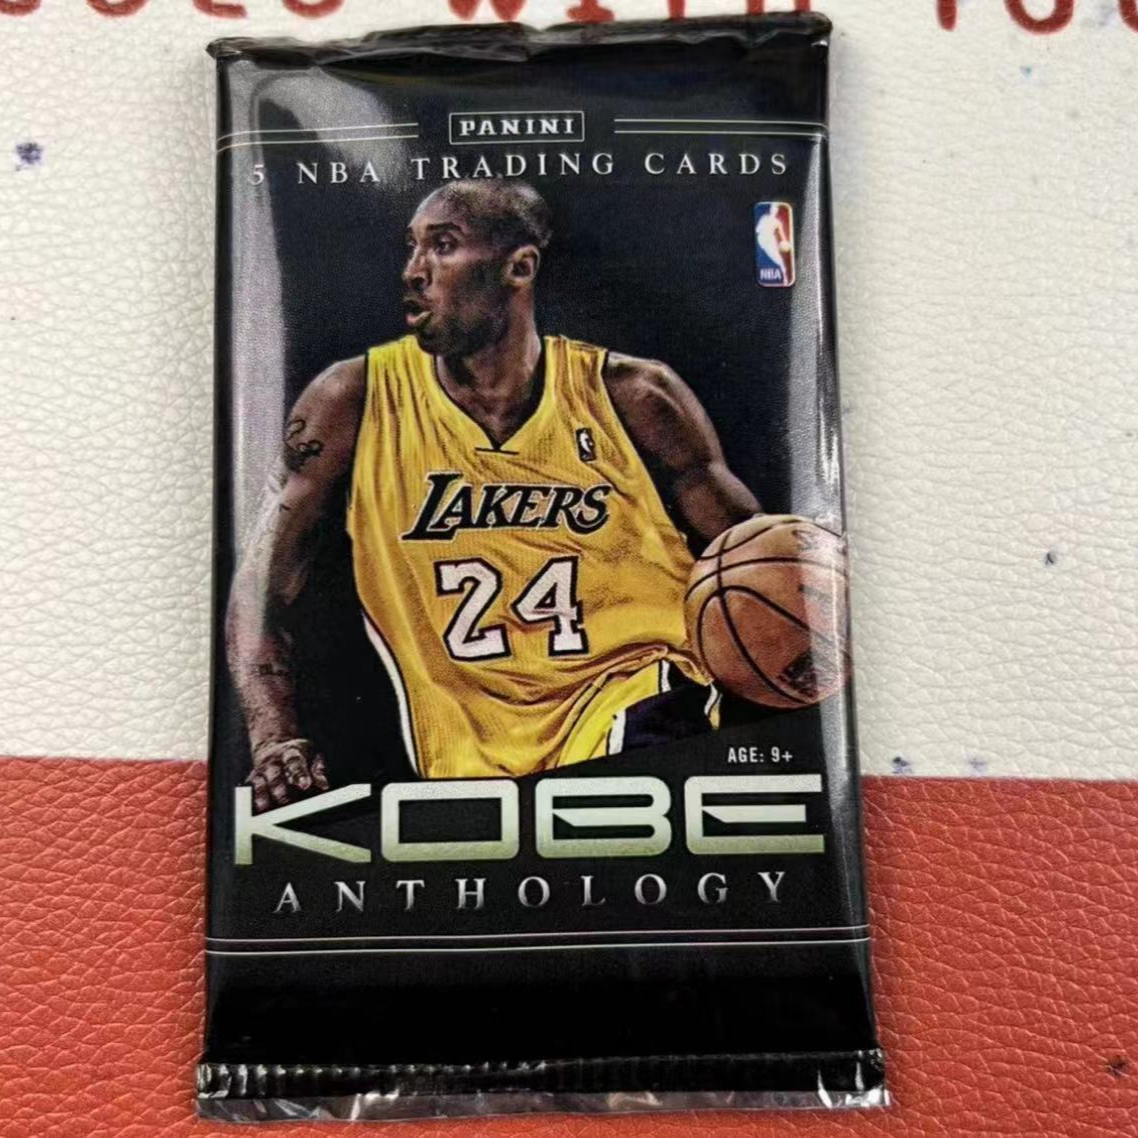 PANINI
5 NBA TRADING CARDS
NBA
LAKERS
24
AGE: 9+
KOBE
ANTHOLOGY